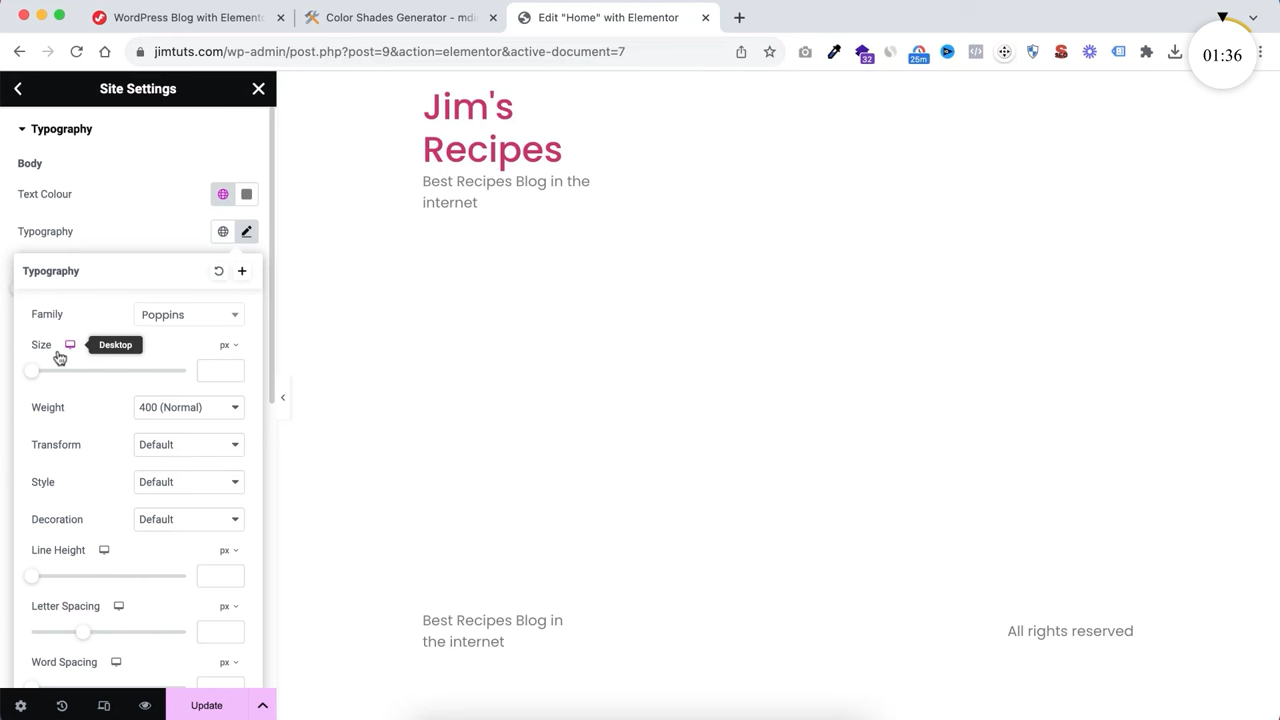 WordPress Blog with Elemento
Color Shades Generator - mdi
Edit "Home" with Elementor
jimtuts.com/wp-admin/post.php?post=9&action=elementor&active-document=7
32
25m
01:36
Site Settings
Typography
Body
Text Colour
Typography
Typography
Family
Poppins
Size
Desktop
px
Weight
400 (Normal)
Transform
Default
Style
Default
Decoration
Default
Line Height
px
Letter Spacing
px
Word Spacing
px
Update
Jim's
Recipes
Best Recipes Blog in the
internet
Best Recipes Blog in
the internet
All rights reserved